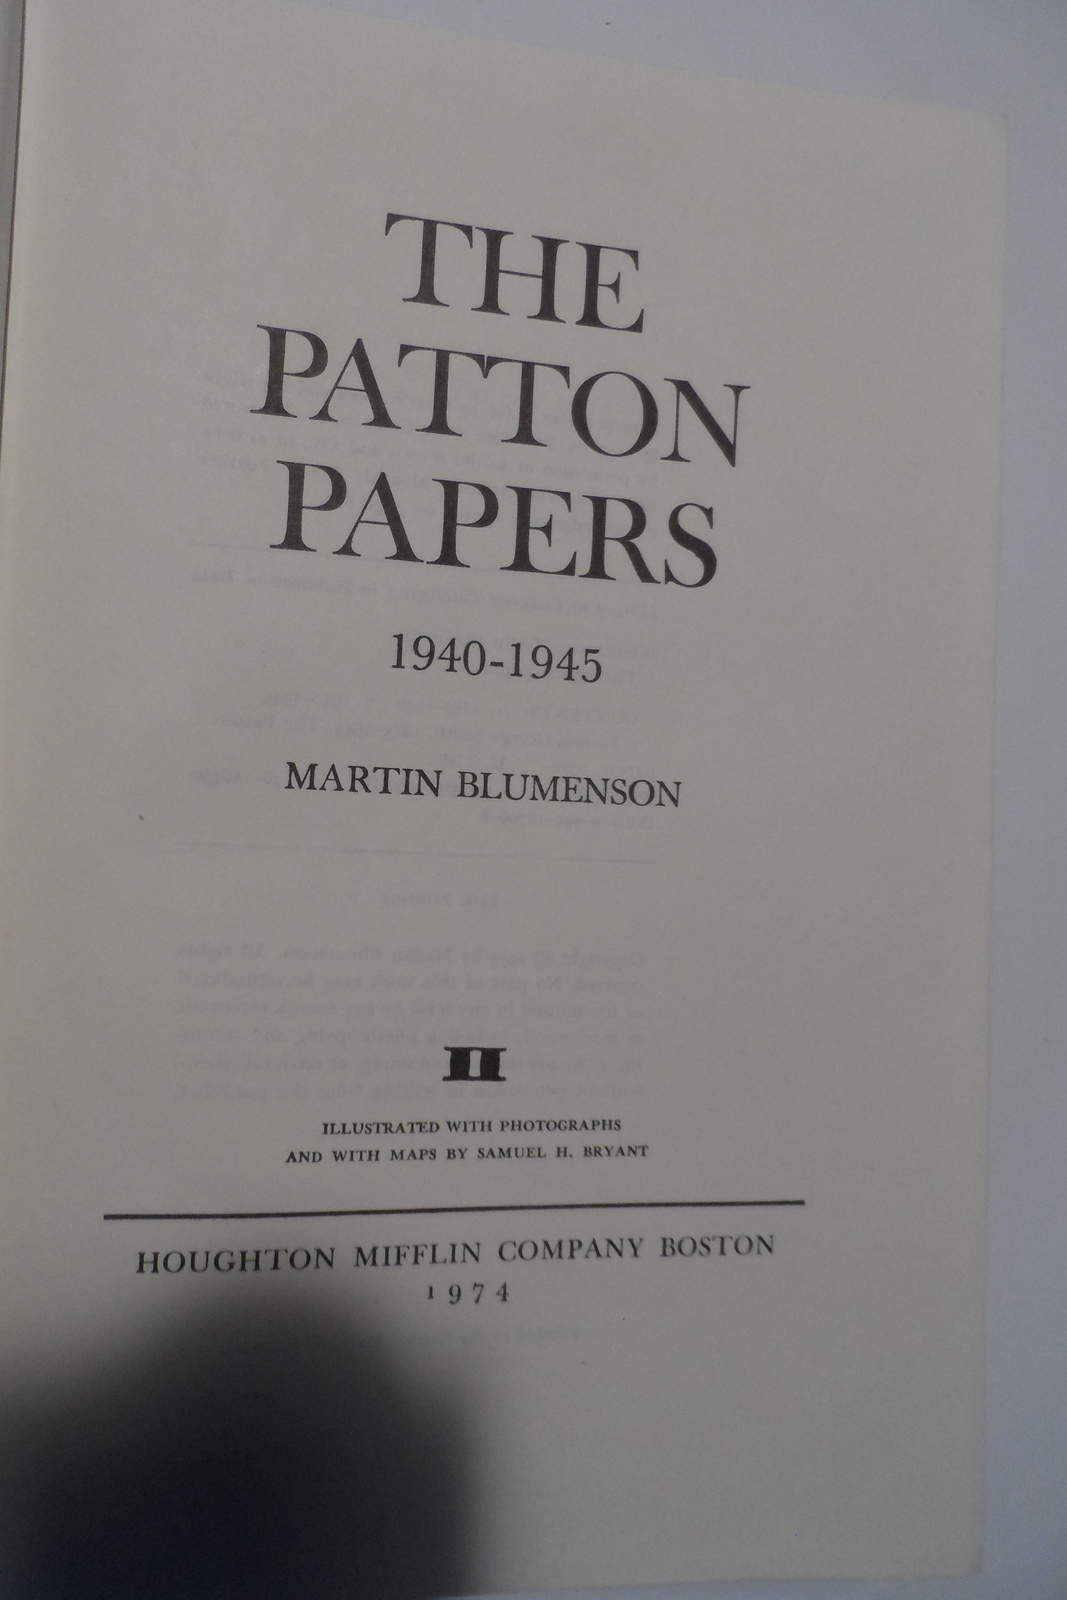 THE
PATTON
PAPERS
1940-1945
MARTIN BLUMENSON
II
ILLUSTRATED WITH PHOTOGRAPHS
AND WITH MAPS BY SAMUEL H. BRYANT
HOUGHTON MIFFLIN COMPANY BOSTON
1974